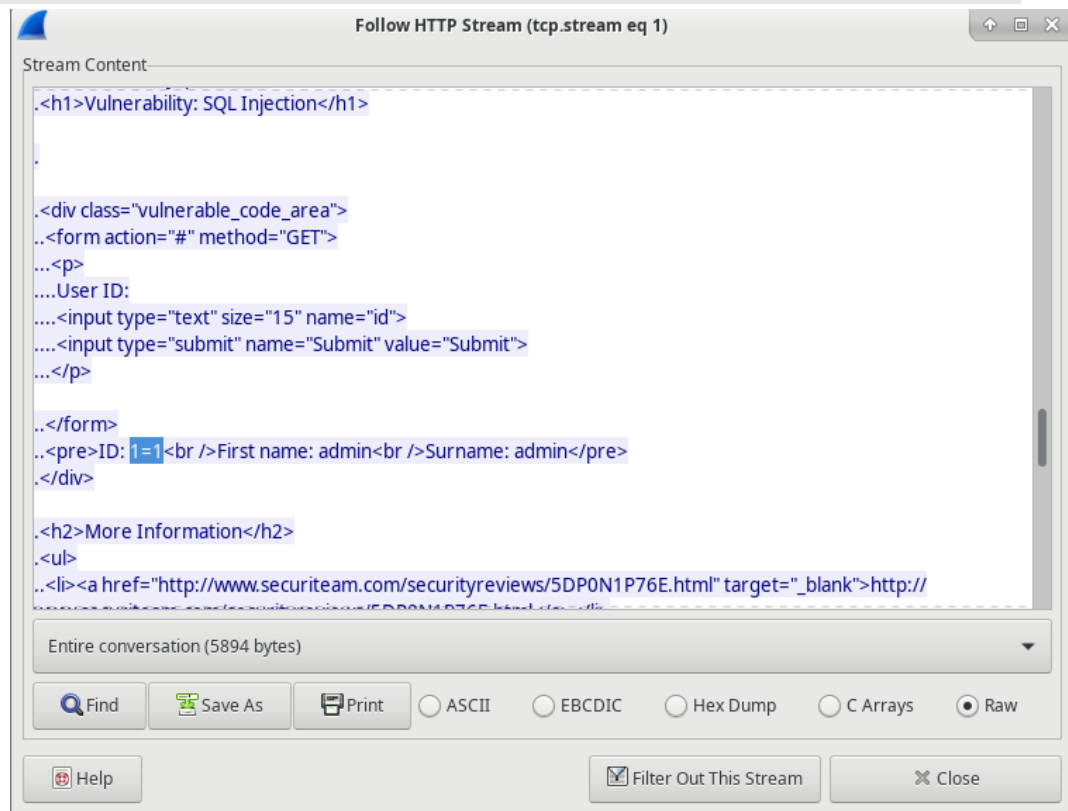 Follow HTTP Stream (tcp.stream eq 1)
Stream Content
.<h1>Vulnerability: SQL Injection</h1>
.
.<div class="vulnerable_code_area">
..<form action="#" method="GET">
...<p>
....User ID:
....<input type="text" size="15" name="id">
....<input type="submit" name="Submit" value="Submit">
...</p>
..</form>
..<pre>ID: 1=1<br />First name: admin<br />Surname: admin</pre>
.</div>
.<h2>More Information</h2>
.<ul>
..<li><a href="http://www.securiteam.com/securityreviews/5DP0N1P76E.html" target="_blank">http://
Entire conversation (5894 bytes)
Find
Save As
Print
ASCII
EBCDIC
Hex Dump
C Arrays
Raw
Help
Filter Out This Stream
Close